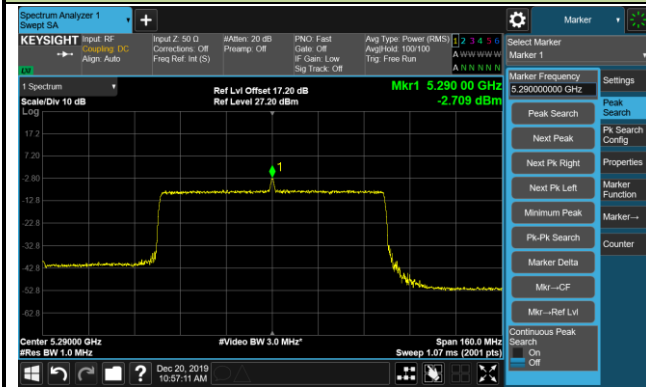 Spectrum Analyzer 1
Swept SA
Marker
KEYSIGHT
Input: RF
Coupling: DC
Align: Auto
Input Z: 50 Ω
Corrections: Off
Freq Ref: Int (S)
#Atten: 20 dB
Preamp: Off
PNO: Fast
Gate: Off
IF Gain: Low
Sig Track: Off
Avg Type: Power (RMS)
Avg|Hold: 100/100
Trig: Free Run
1 2 3 4 5 6
A W W W W W
A N N N N N
LXI
Select Marker
Marker 1
1 Spectrum
Scale/Div 10 dB
Log
Ref Lvl Offset 17.20 dB
Ref Level 27.20 dBm
Mkr1 5.290 00 GHz
-2.709 dBm
17.2
7.20
-2.80
-12.8
-22.8
-32.8
-42.8
-52.8
-62.8
1
Center 5.29000 GHz
#Res BW 1.0 MHz
#Video BW 3.0 MHz*
Span 160.0 MHz
Sweep 1.07 ms (2001 pts)
Marker Frequency
5.290000000 GHz
Peak Search
Next Peak
Next Pk Right
Next Pk Left
Minimum Peak
Pk-Pk Search
Marker Delta
Mkr→CF
Mkr→Ref Lvl
Continuous Peak
Search
On
Off
Settings
Peak
Search
Pk Search
Config
Properties
Marker
Function
Marker→
Counter
Dec 20, 2019
10:57:11 AM